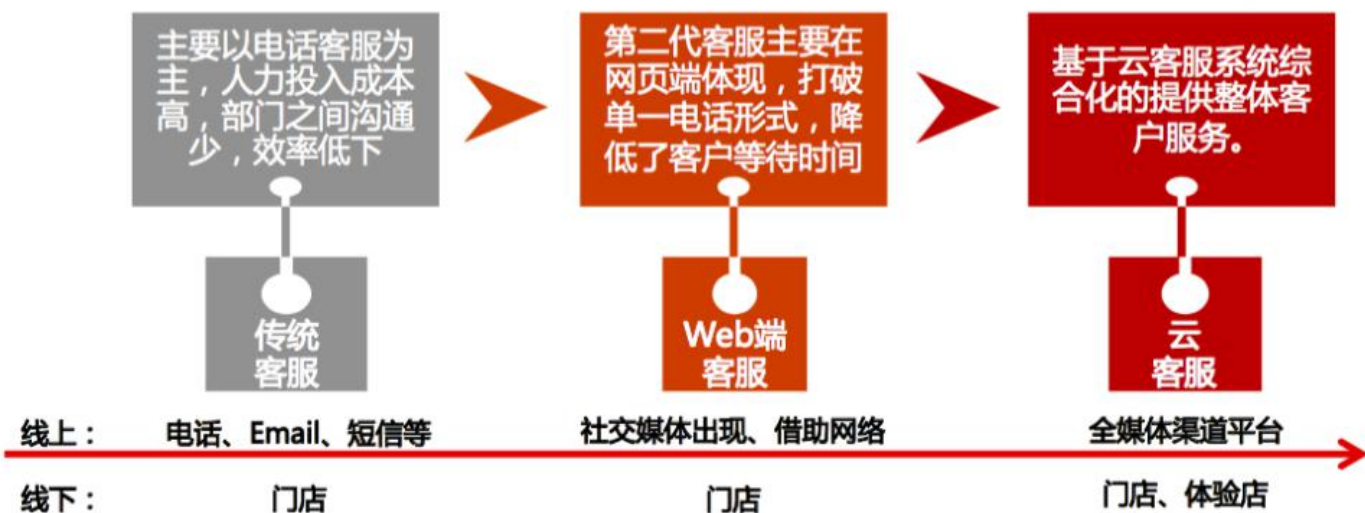 主要以电话客服为
主，人力投入成本
高，部门之间沟通
少，效率低下
第二代客服主要在
网页端体现，打破
单一电话形式，降
低了客户等待时间
基于云客服系统综
合化的提供整体客
户服务。
传统
客服
Web端
客服
云
客服
线上： 电话、Email、短信等 社交媒体出现、借助网络 全媒体渠道平台
线下： 门店 门店 门店、体验店